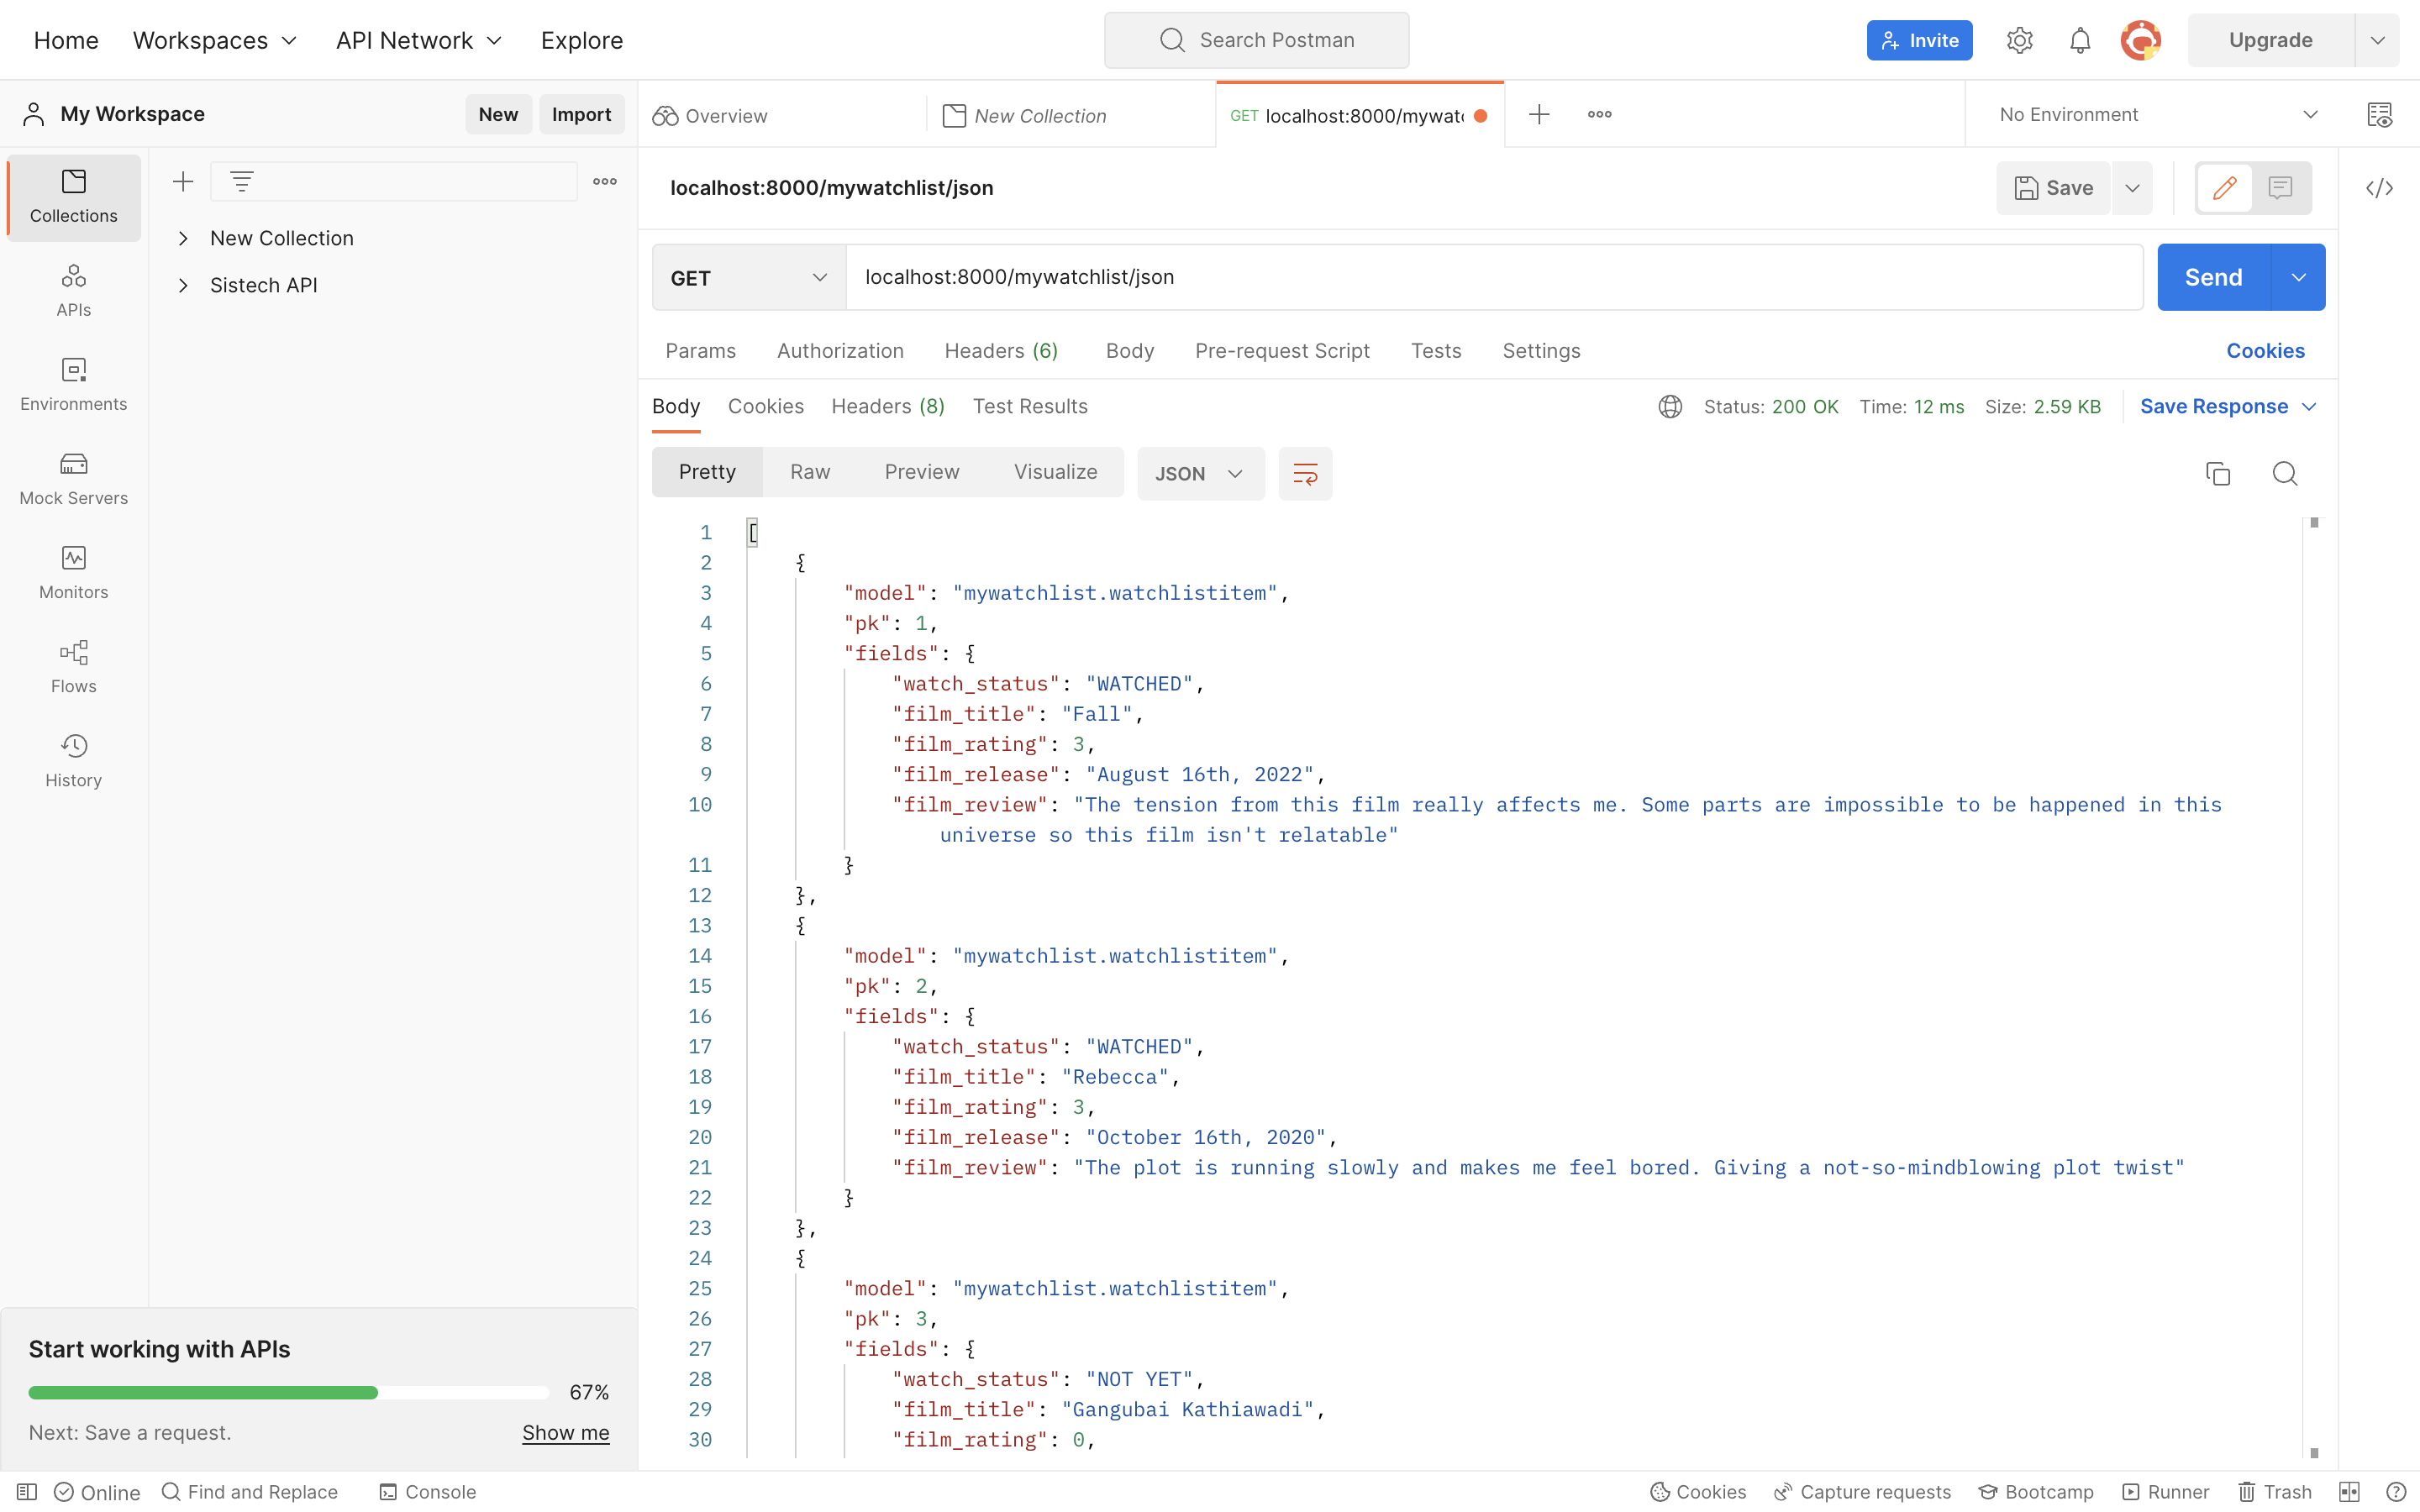 Home Workspaces API Network Explore Search Postman Invite Upgrade
My Workspace New Import Overview New Collection GET localhost:8000/mywat No Environment
Collections
New Collection
Sistech API
APIs
Environments
Mock Servers
Monitors
Flows
History
localhost:8000/mywatchlist/json Save
GET localhost:8000/mywatchlist/json Send
Params Authorization Headers (6) Body Pre-request Script Tests Settings Cookies
Body Cookies Headers (8) Test Results Status: 200 OK Time: 12 ms Size: 2.59 KB Save Response
Pretty Raw Preview Visualize JSON
1 [
2 {
3 "model": "mywatchlist.watchlistitem",
4 "pk": 1,
5 "fields": {
6 "watch_status": "WATCHED",
7 "film_title": "Fall",
8 "film_rating": 3,
9 "film_release": "August 16th, 2022",
10 "film_review": "The tension from this film really affects me. Some parts are impossible to be happened in this
universe so this film isn't relatable"
11 }
12 },
13 {
14 "model": "mywatchlist.watchlistitem",
15 "pk": 2,
16 "fields": {
17 "watch_status": "WATCHED",
18 "film_title": "Rebecca",
19 "film_rating": 3,
20 "film_release": "October 16th, 2020",
21 "film_review": "The plot is running slowly and makes me feel bored. Giving a not-so-mindblowing plot twist"
22 }
23 },
24 {
25 "model": "mywatchlist.watchlistitem",
26 "pk": 3,
27 "fields": {
28 "watch_status": "NOT YET",
29 "film_title": "Gangubai Kathiawadi",
30 "film_rating": 0,
Start working with APIs
67%
Next: Save a request. Show me
Online Find and Replace Console Cookies Capture requests Bootcamp Runner Trash